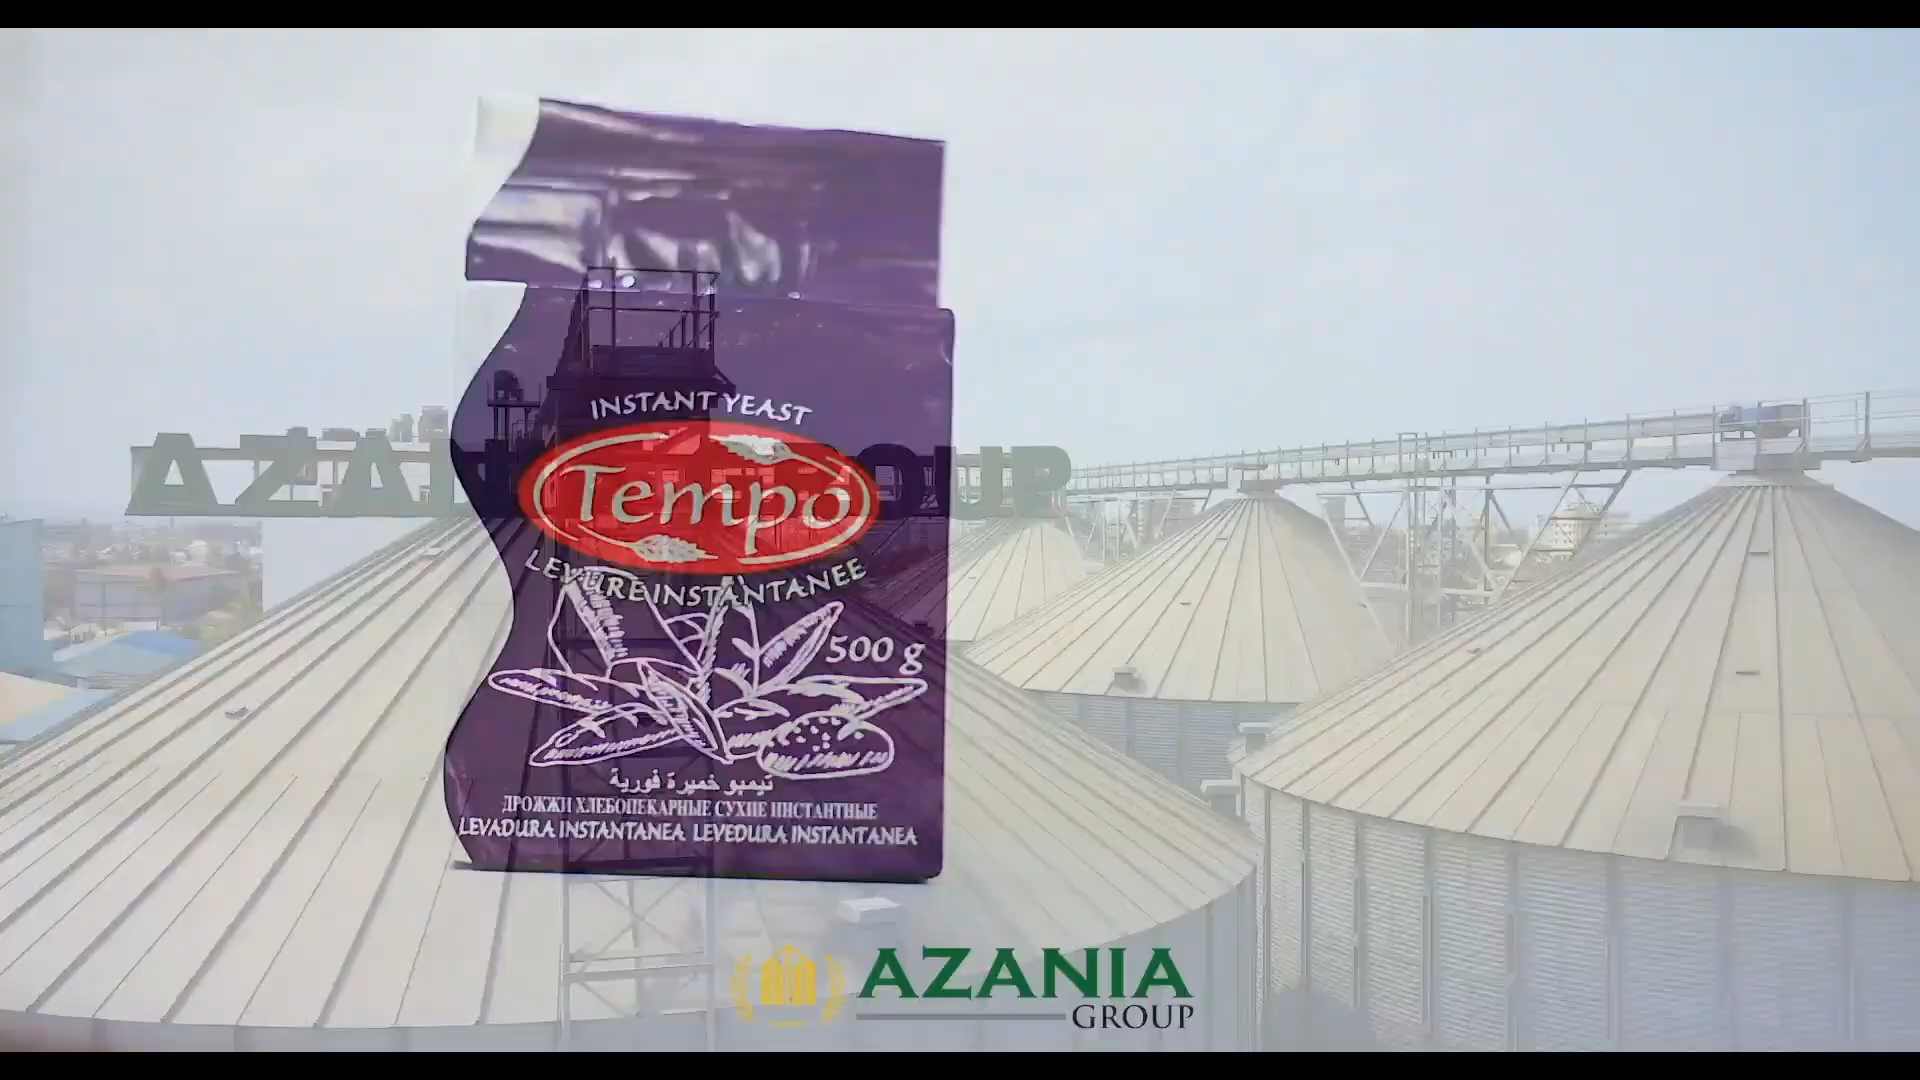 INSTANT YEAST
Tempo
LEVURE INSTANTANEE
500 g
تيمبو خميرة فورية
ДРОЖЖИ ХЛЕБОПЕКАРНЫЕ СУХИЕ ИНСТАНТНЫЕ
LEVADURA INSTANTANEA LEVEDURA INSTANTANEA
AZANIA
GROUP